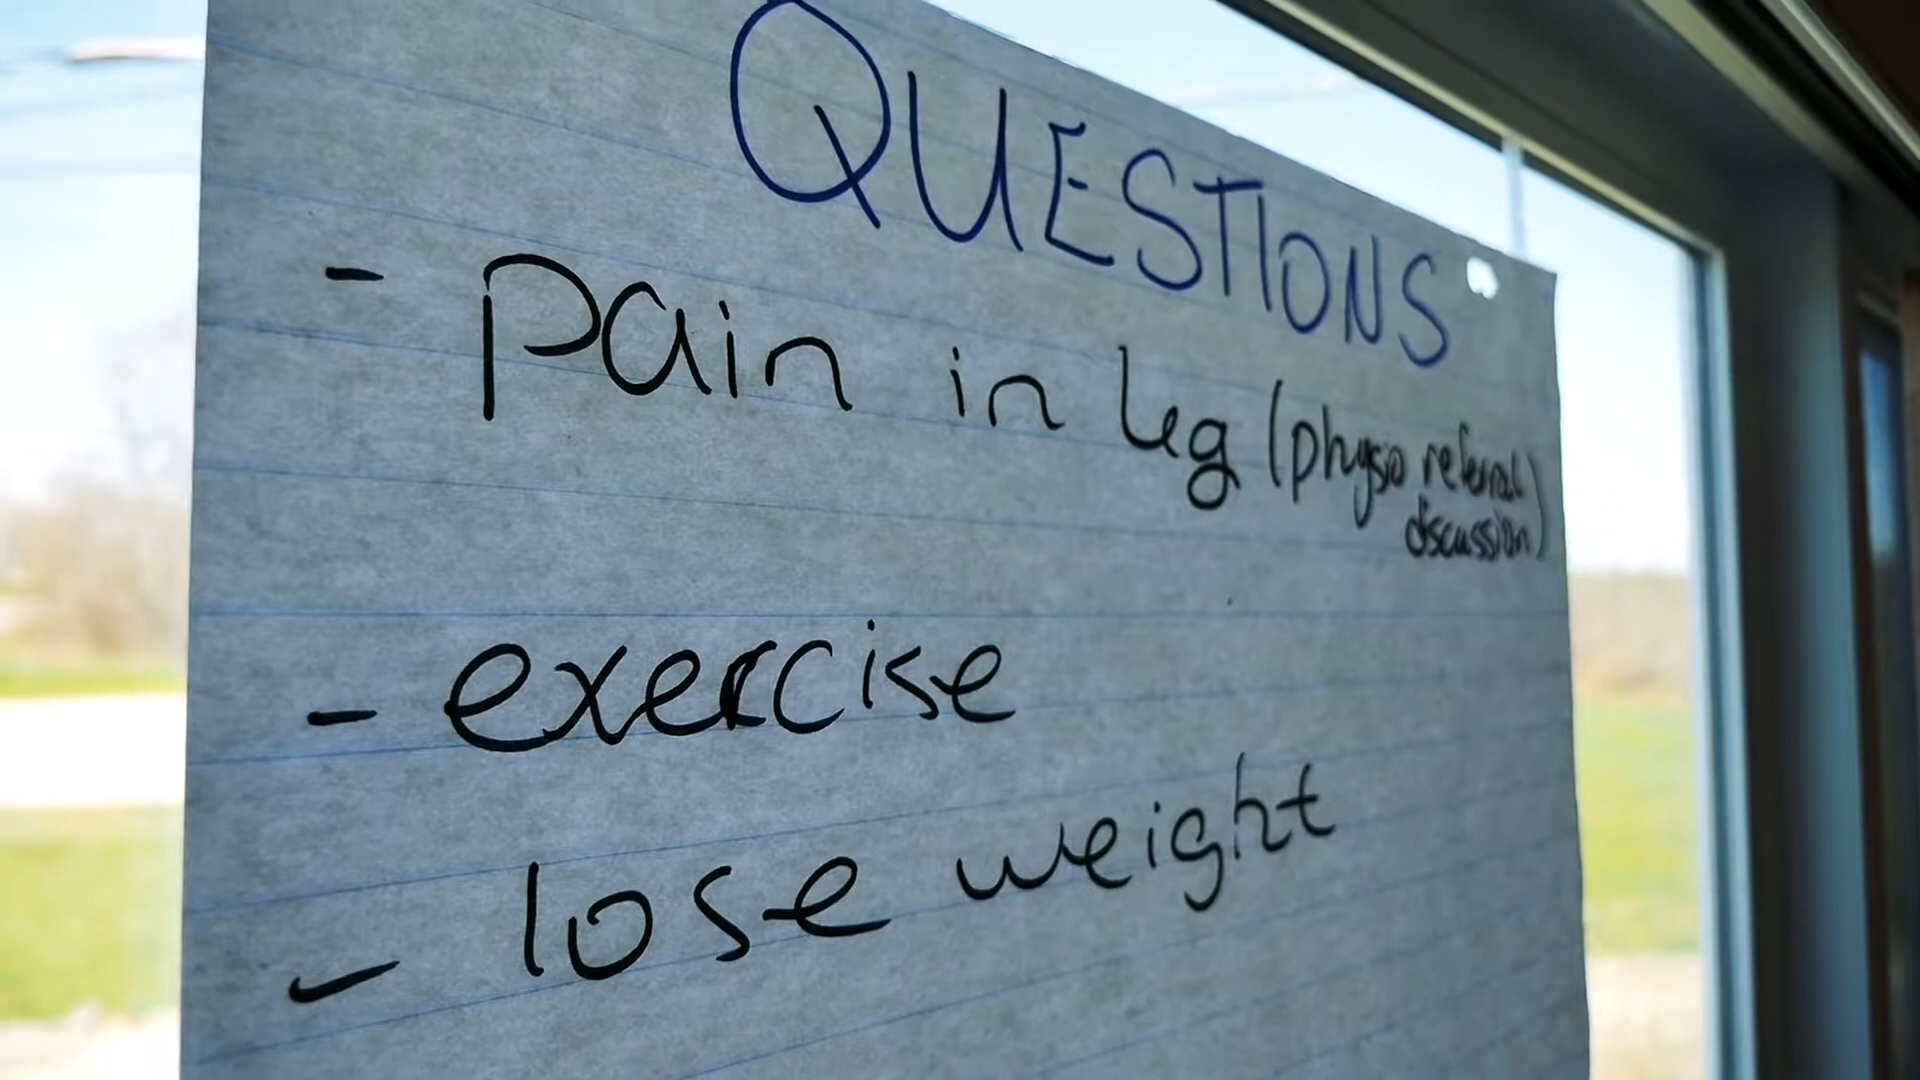 QUESTIONS
- Pain in leg (physio referral
discussion)
- exercise
- lose weight